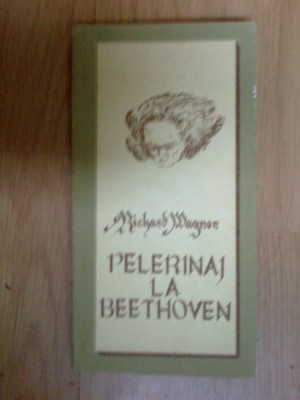 Richard Wagner
PELERINAJ
LA
BEETHOVEN